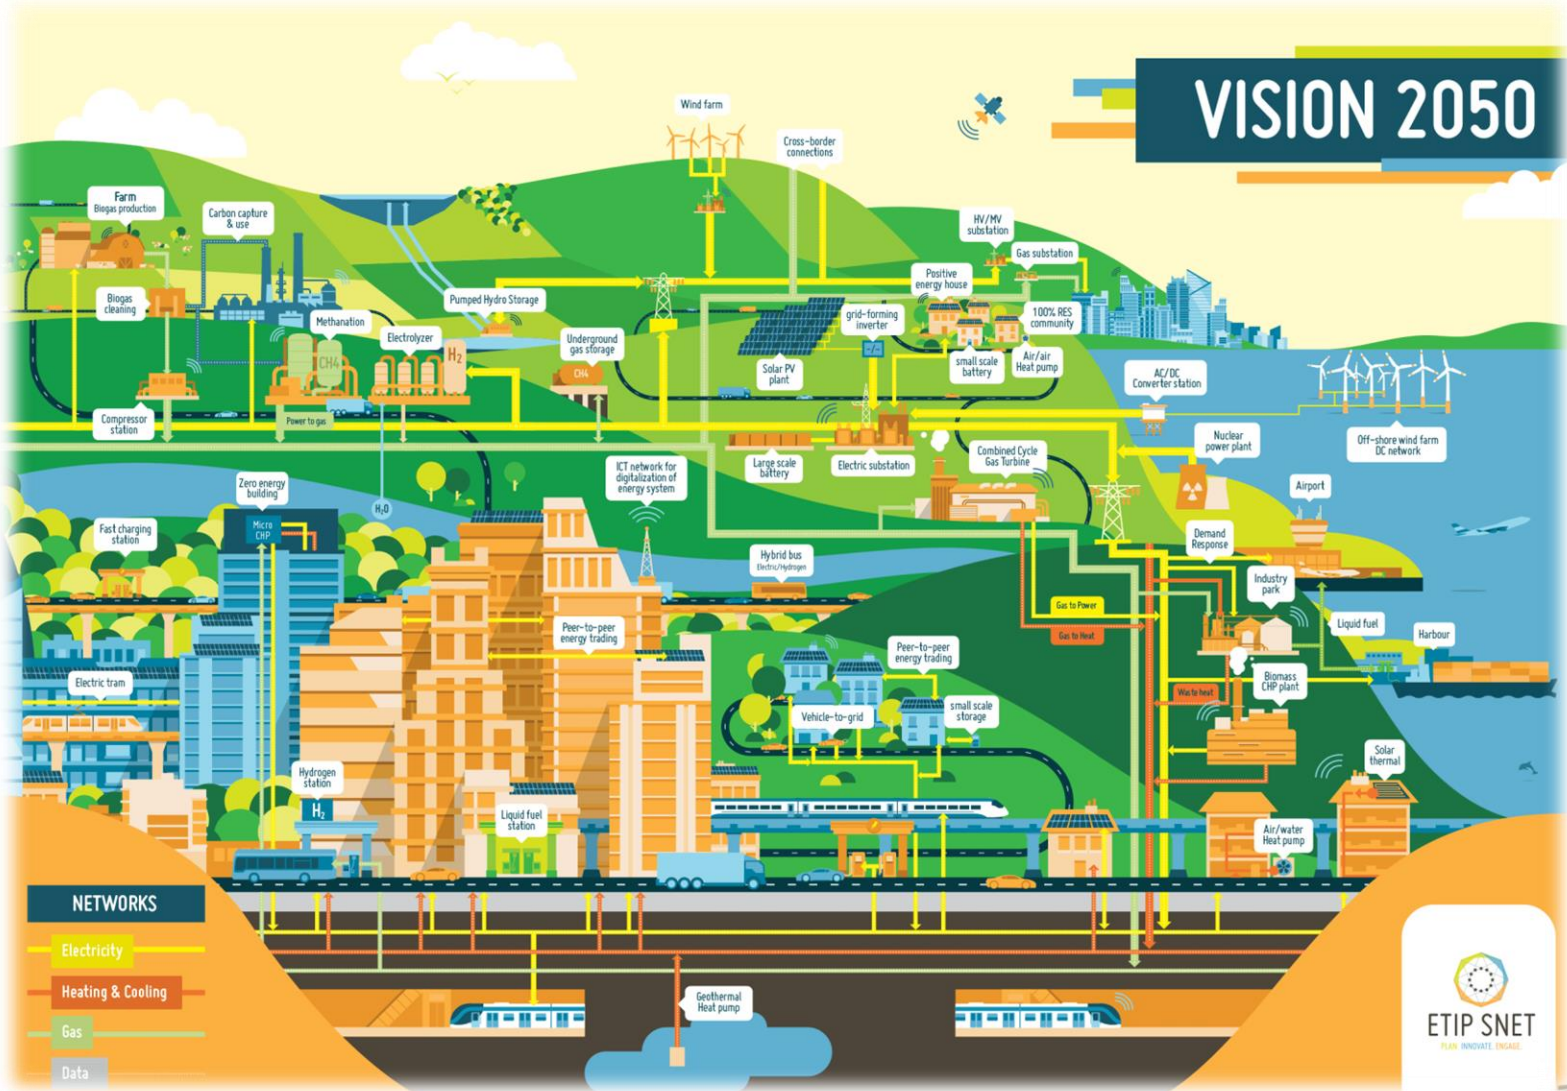 VISION 2050
Wind farm
Cross-border
connections
Farm
Biogas production
Carbon capture
& use
HV/MV
substation
Gas substation
Positive
energy house
Biogas
cleaning
Pumped Hydro Storage
Methanation
Electrolyzer
CH4
H2
Underground
gas storage
CH4
grid-forming
inverter
100% RES
community
Solar PV
plant
small scale
battery
Air/air
Heat pump
AC/DC
Converter station
Compressor
station
Power to gas
Off-shore wind farm
DC network
Nuclear
power plant
Large scale
battery
Electric substation
Combined Cycle
Gas Turbine
ICT network for
digitalization of
energy system
Zero energy
building
Micro
CHP
H2O
Airport
Fast charging
station
Demand
Response
Hybrid bus
Electric/Hydrogen
Industry
park
Gas to Power
Gas to Heat
Peer-to-peer
energy trading
Liquid fuel
Harbour
Peer-to-peer
energy trading
Electric tram
Biomass
CHP plant
Was to heat
Vehicle-to-grid
small scale
storage
Solar
thermal
Hydrogen
station
H2
Liquid fuel
station
Air/water
Heat pump
NETWORKS
Electricity
Heating & Cooling
Gas
Data
Geothermal
Heat pump
ETIP SNET
PLAN. INNOVATE. ENGAGE.